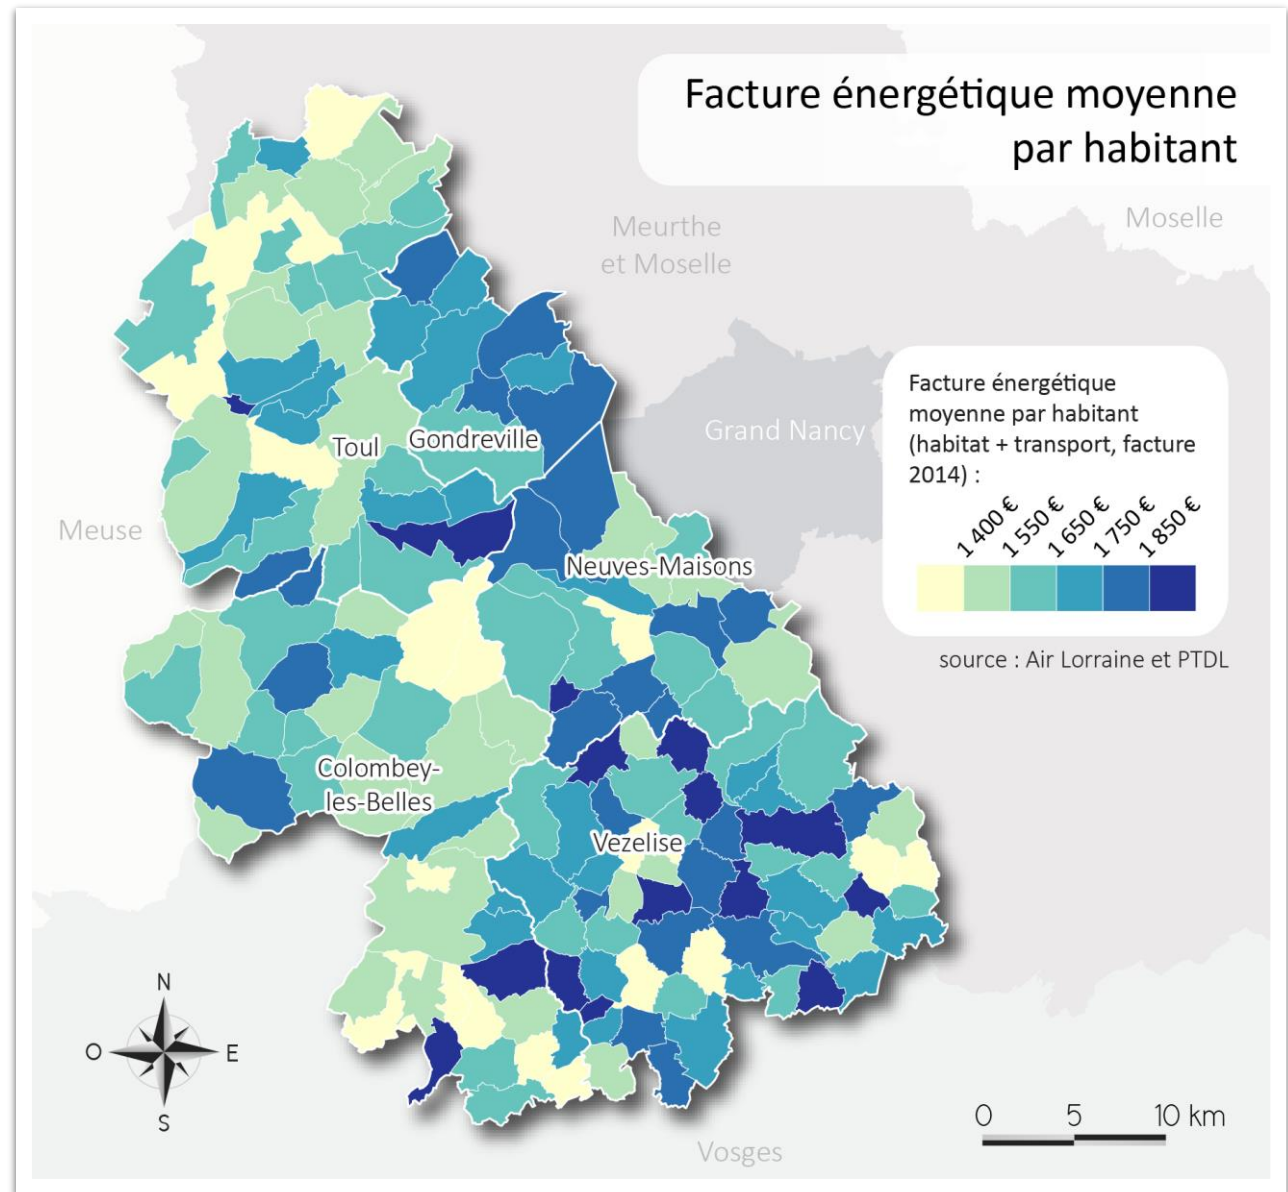 Facture énergétique moyenne
par habitant
Moselle
Meurthe
et Moselle
Facture énergétique
moyenne par habitant
(habitat + transport, facture
2014) :
1 400 €
1 550 €
1 650 €
1 750 €
1 850 €
source : Air Lorraine et PTDL
Grand Nancy
Toul
Gondreville
Meuse
Neuves-Maisons
Colombey-
les-Belles
Vezelise
N
O
E
S
0 5 10 km
Vosges